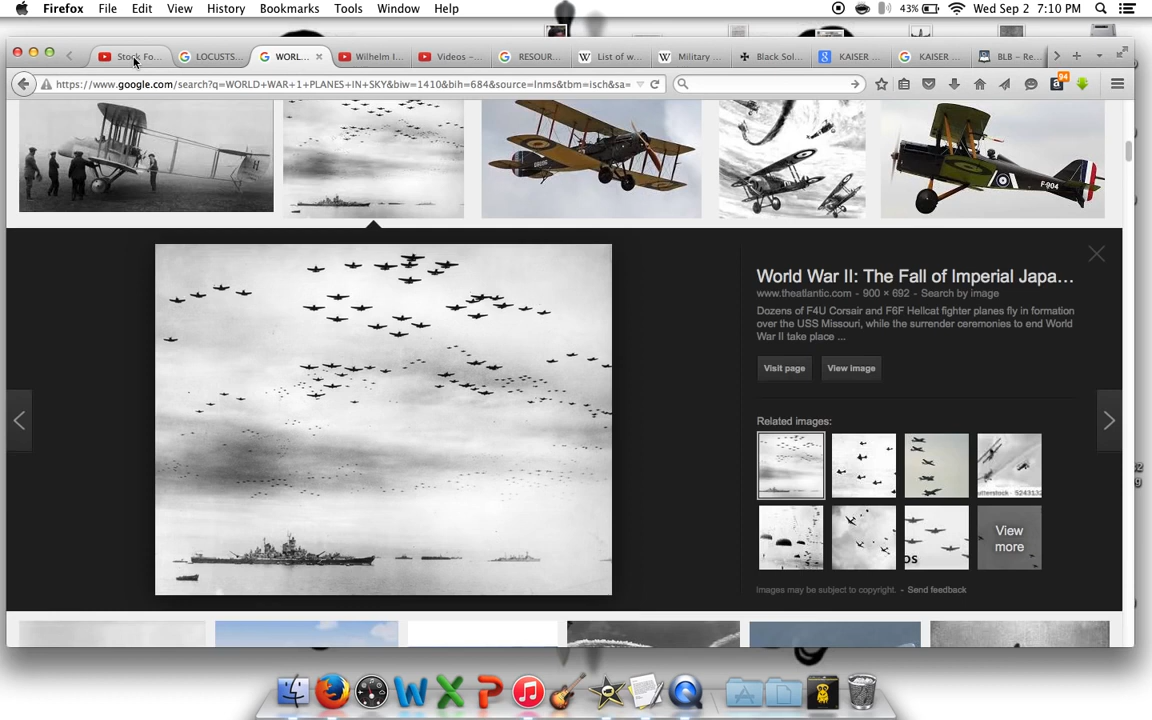 Firefox File Edit View History Bookmarks Tools Window Help 43% Wed Sep 2 7:10 PM
Stock Fo... LOCUSTS... WORL... Wilhelm I... Videos –... RESOUR... List of w... Military ... Black Sol... KAISER ... KAISER ... BLB – Re...
https://www.google.com/search?q=WORLD+WAR+1+PLANES+IN+SKY&biw=1410&bih=684&source=lnms&tbm=isch&sa= 94
F-904
World War II: The Fall of Imperial Japa...
www.theatlantic.com - 900 × 692 - Search by image
Dozens of F4U Corsair and F6F Hellcat fighter planes fly in formation
over the USS Missouri, while the surrender ceremonies to end World
War II take place ...
Visit page View image
Related images:
View
more
os
Images may be subject to copyright. - Send feedback